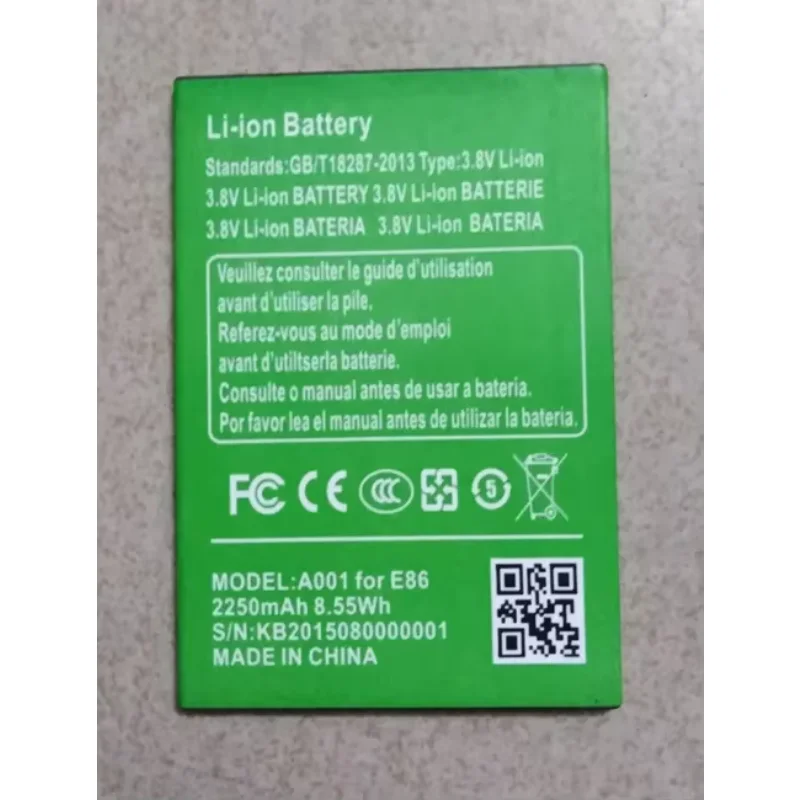 Li-ion Battery
Standards:GB/T18287-2013 Type:3.8V Li-ion
3.8V Li-Ion BATTERY 3.8V Li-ion BATTERIE
3.8V Li-Ion BATERIA 3.8V Li-ion BATERIA
Veuillez consulter le guide d'utilisation
avant d'utiliser la pile.
Referez-vous au mode d'emploi
avant d'utiltserla batterie.
Consulte o manual antes de usar a bateria.
Por favor lea el manual antes de utilizar la bateria.
FC CE CCC 5
MODEL:A001 for E86
2250mAh 8.55Wh
S/N:KB2015080000001
MADE IN CHINA